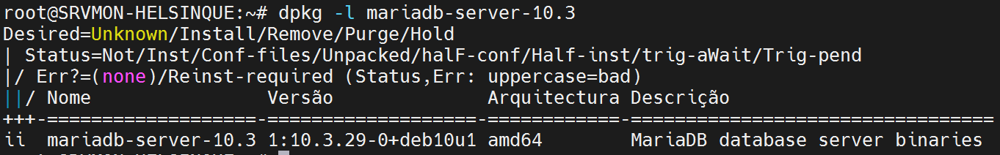 root@SRVMON-HELSINQUE:~# dpkg -l mariadb-server-10.3
Desired=Unknown/Install/Remove/Purge/Hold
| Status=Not/Inst/Conf-files/Unpacked/halF-conf/Half-inst/trig-aWait/Trig-pend
|/ Err?=(none)/Reinst-required (Status,Err: uppercase=bad)
||/ Nome                Versão              Arquitectura Descrição
+++-===================-===================-============-=================================
ii  mariadb-server-10.3 1:10.3.29-0+deb10u1 amd64        MariaDB database server binaries
root@SRVMON-HELSINQUE:~#